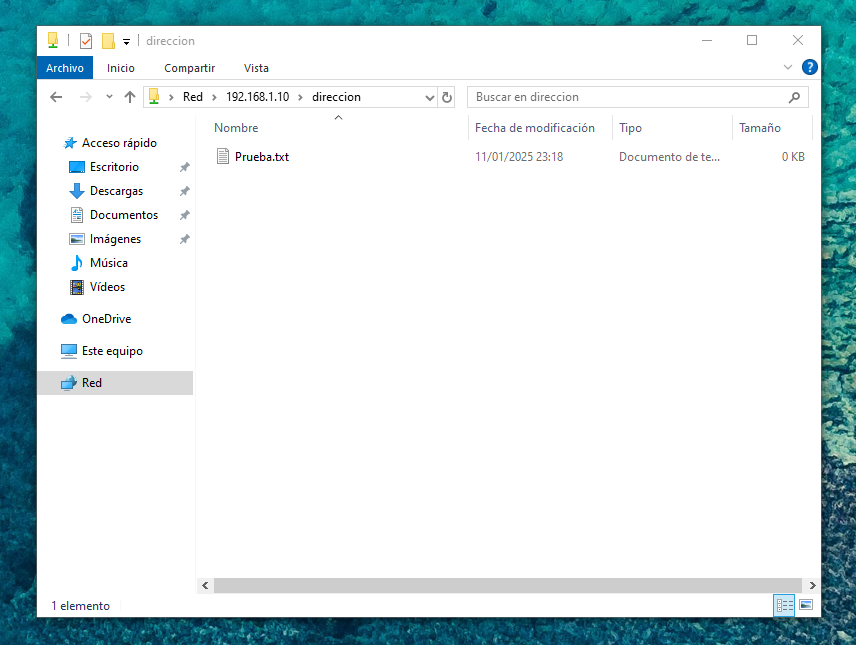 direccion
Archivo Inicio Compartir Vista
Red 192.168.1.10 direccion Buscar en direccion
Nombre Fecha de modificación Tipo Tamaño
Prueba.txt 11/01/2025 23:18 Documento de te... 0 KB
Acceso rápido
Escritorio
Descargas
Documentos
Imágenes
Música
Vídeos
OneDrive
Este equipo
Red
1 elemento